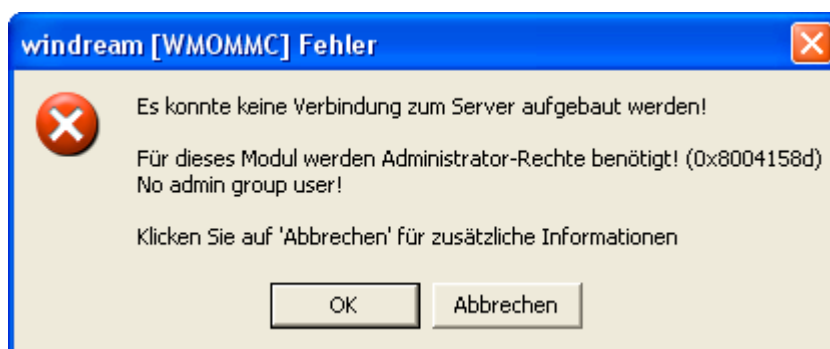 windream [WMOMMC] Fehler
Es konnte keine Verbindung zum Server aufgebaut werden!
Für dieses Modul werden Administrator-Rechte benötigt! (0x8004158d)
No admin group user!
Klicken Sie auf 'Abbrechen' für zusätzliche Informationen
OK
Abbrechen